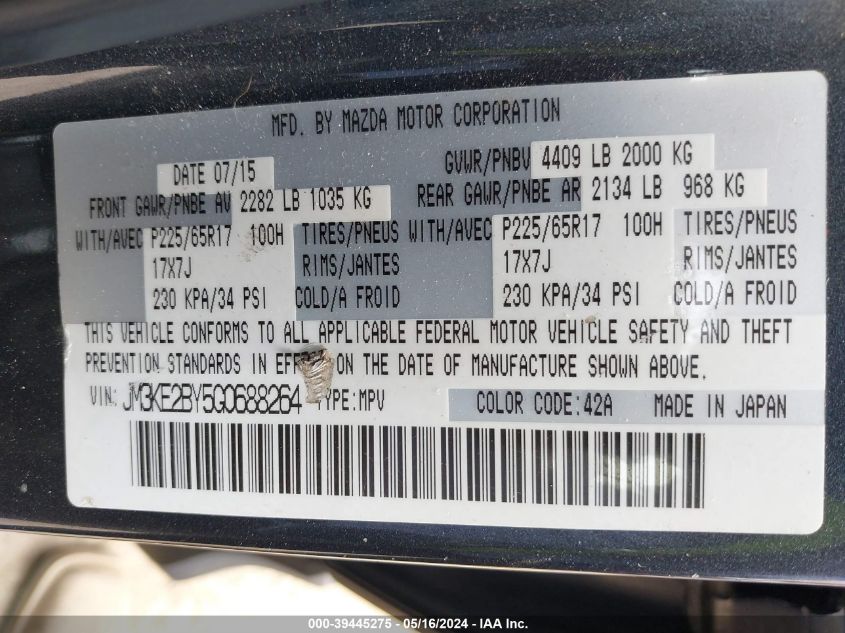 MFD. BY MAZDA MOTOR CORPORATION
DATE 07/15 GVWR/PNBV 4409 LB 2000 KG
FRONT GAWR/PNBE AV 2282 LB 1035 KG REAR GAWR/PNBE AR 2134 LB 968 KG
WITH/AVEC P225/65R17 100H TIRES/PNEUS WITH/AVEC P225/65R17 100H TIRES/PNEUS
17X7J RIMS/JANTES 17X7J RIMS/JANTES
230 KPA/34 PSI COLD/A FROID 230 KPA/34 PSI COLD/A FROID
THIS VEHICLE CONFORMS TO ALL APPLICABLE FEDERAL MOTOR VEHICLE SAFETY AND THEFT
PREVENTION STANDARDS IN EFFECT ON THE DATE OF MANUFACTURE SHOWN ABOVE.
VIN: JM3KE2BY5G0688264 TYPE:MPV COLOR CODE:42A MADE IN JAPAN
000-39445275 - 05/16/2024 - IAAI, Inc.